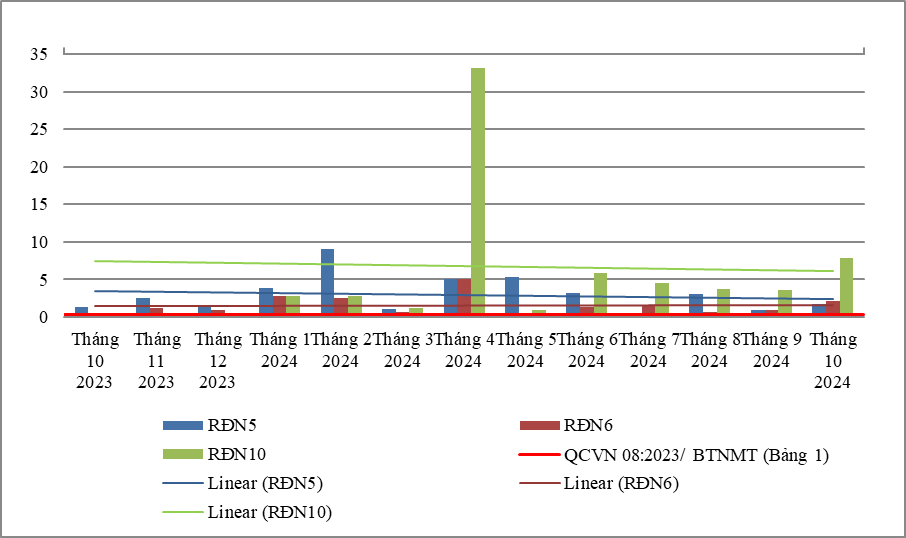 35
30
25
20
15
10
5
0
Tháng Tháng Tháng Tháng 1 Tháng 2 Tháng 3 Tháng 4 Tháng 5 Tháng 6 Tháng 7 Tháng 8 Tháng 9 Tháng
10 11 12 2024 2024 2024 2024 2024 2024 2024 2024 2024 10
2023 2023 2023 2024
RĐN5
RĐN6
RĐN10
QCVN 08:2023/ BTNMT (Bảng 1)
Linear (RĐN5)
Linear (RĐN6)
Linear (RĐN10)